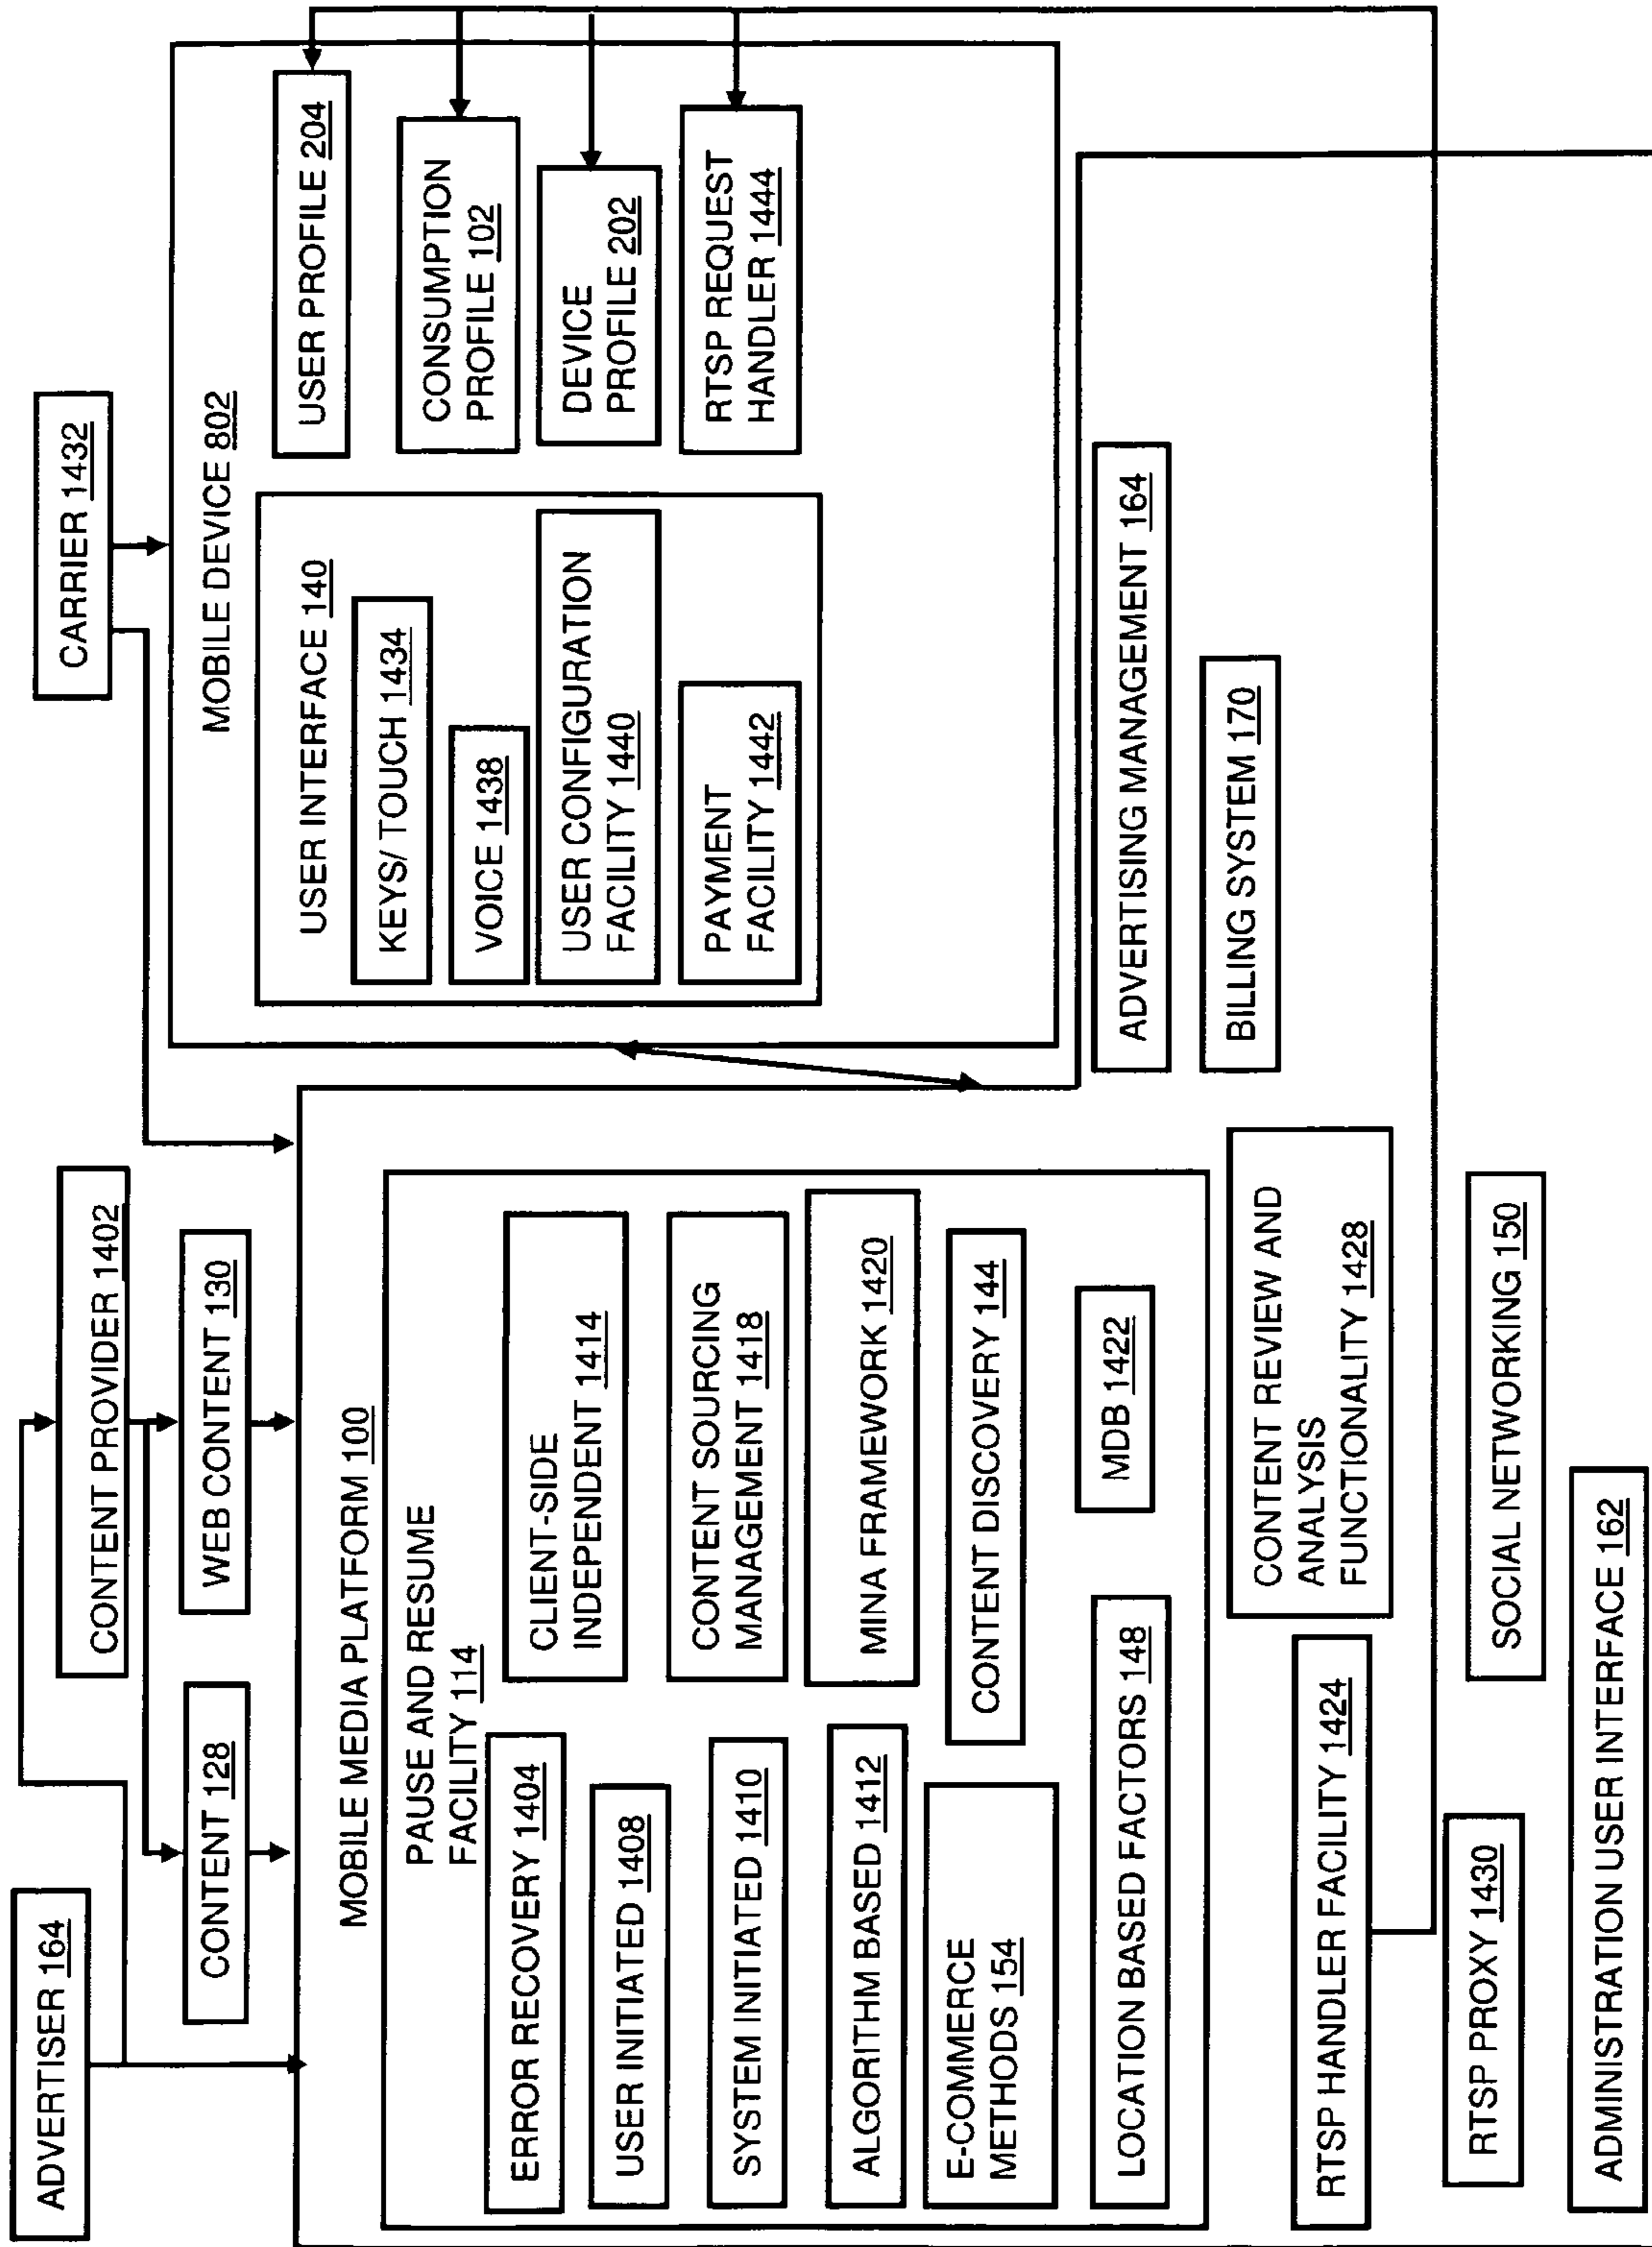 ADVERTISER 164
CONTENT PROVIDER 1402
CARRIER 1432
CONTENT 128
WEB CONTENT 130
MOBILE MEDIA PLATFORM 100
PAUSE AND RESUME
FACILITY 114
ERROR RECOVERY 1404
USER INITIATED 1408
SYSTEM INITIATED 1410
ALGORITHM BASED 1412
E-COMMERCE
METHODS 154
LOCATION BASED FACTORS 148
CLIENT-SIDE
INDEPENDENT 1414
CONTENT SOURCING
MANAGEMENT 1418
MINA FRAMEWORK 1420
CONTENT DISCOVERY 144
MDB 1422
RTSP HANDLER FACILITY 1424
CONTENT REVIEW AND
ANALYSIS
FUNCTIONALITY 1428
RTSP PROXY 1430
SOCIAL NETWORKING 150
ADMINISTRATION USER INTERFACE 162
ADVERTISING MANAGEMENT 164
BILLING SYSTEM 170
MOBILE DEVICE 802
USER INTERFACE 140
KEYS/ TOUCH 1434
VOICE 1438
USER CONFIGURATION
FACILITY 1440
PAYMENT
FACILITY 1442
USER PROFILE 204
CONSUMPTION
PROFILE 102
DEVICE
PROFILE 202
RTSP REQUEST
HANDLER 1444